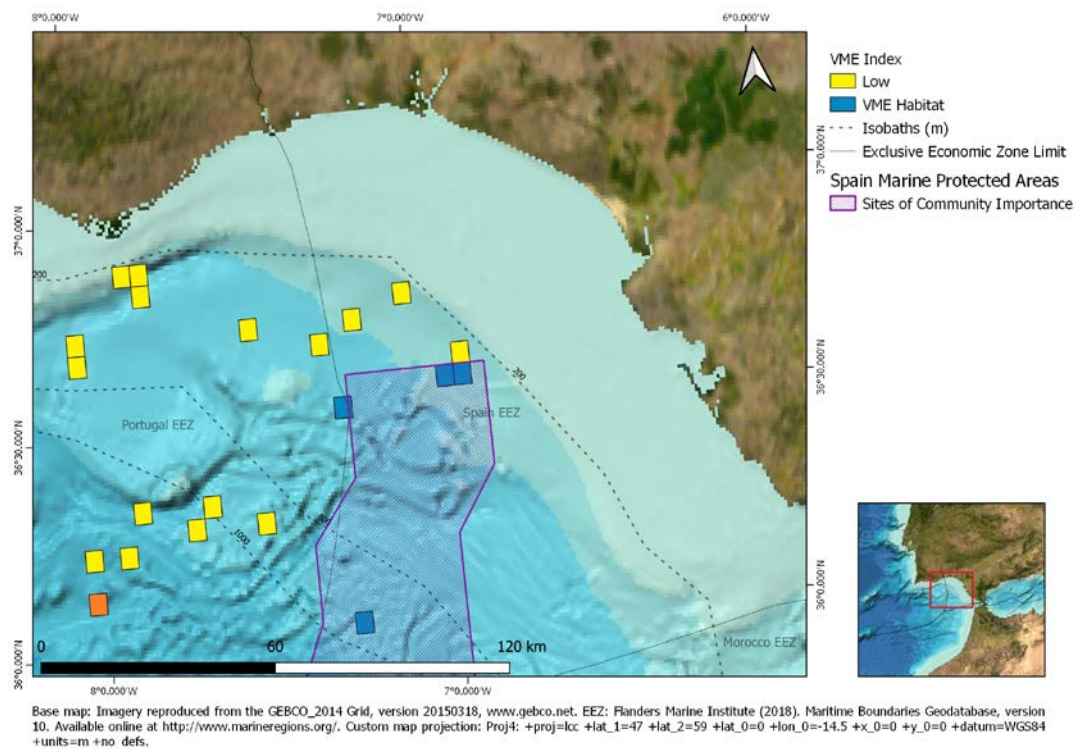 8°0.000'W 7°0.000'W 6°0.000'W
VME Index
Low
VME Habitat
Isobaths (m)
Exclusive Economic Zone Limit
Spain Marine Protected Areas
Sites of Community Importance
37°0.000'N
37°0.000'N
200
36°30.000'N
200
Spain EEZ
Portugal EEZ
36°30.000'N
1000
36°0.000'N
Morocco EEZ
36°0.000'N
0 60 120 km
8°0.000'W 7°0.000'W
Base map: Imagery reproduced from the GEBCO_2014 Grid, version 20150318, www.gebco.net. EEZ: Flanders Marine Institute (2018). Maritime Boundaries Geodatabase, version
10. Available online at http://www.marineregions.org/. Custom map projection: Proj4: +proj=lcc +lat_1=47 +lat_2=59 +lat_0=0 +lon_0=-14.5 +x_0=0 +y_0=0 +datum=WGS84
+units=m +no_defs.